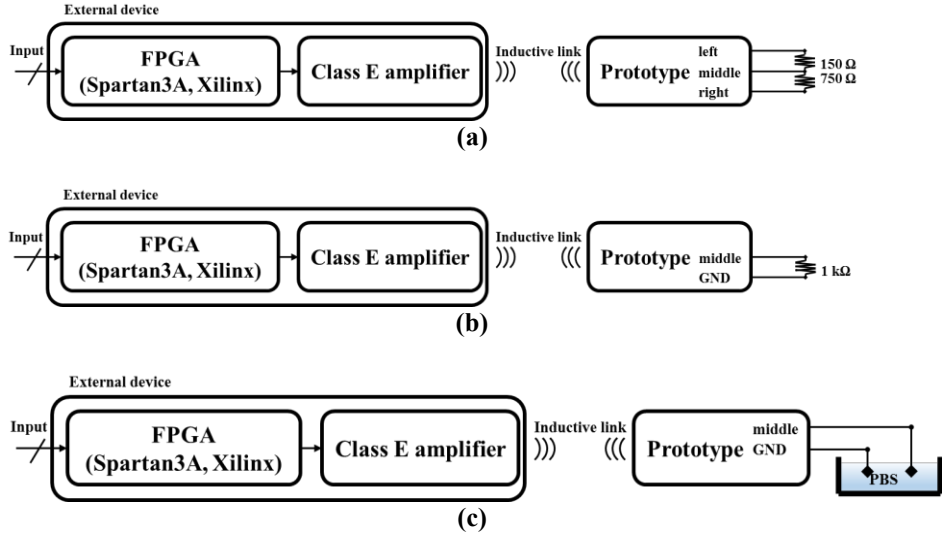 External device
Input
FPGA
(Spartan3A, Xilinx)
Class E amplifier
Inductive link
Prototype
left
middle
right
150 Ω
750 Ω
(a)
External device
Input
FPGA
(Spartan3A, Xilinx)
Class E amplifier
Inductive link
Prototype
middle
GND
1 kΩ
(b)
External device
Input
FPGA
(Spartan3A, Xilinx)
Class E amplifier
Inductive link
Prototype
middle
GND
PBS
(c)